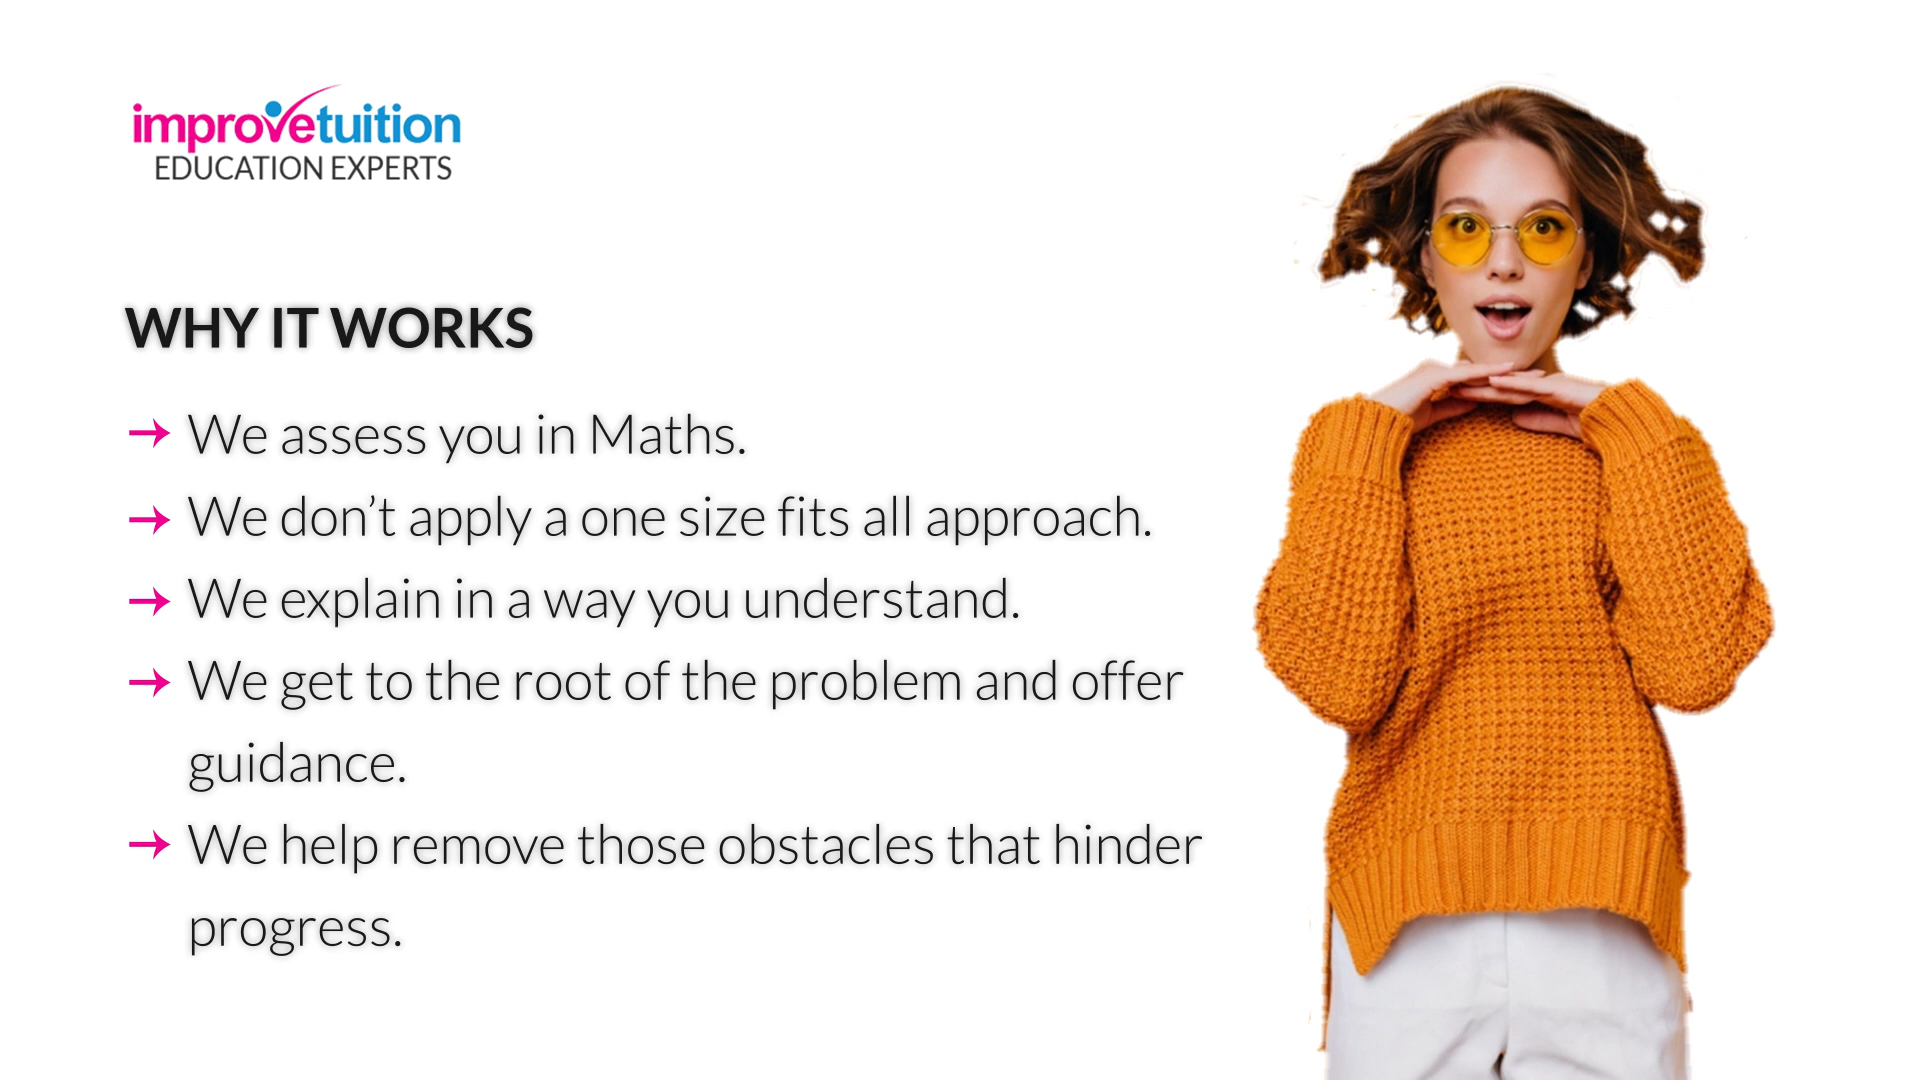 improvetuition
EDUCATION EXPERTS
WHY IT WORKS
We assess you in Maths.
We don’t apply a one size fits all approach.
We explain in a way you understand.
We get to the root of the problem and offer
guidance.
We help remove those obstacles that hinder
progress.